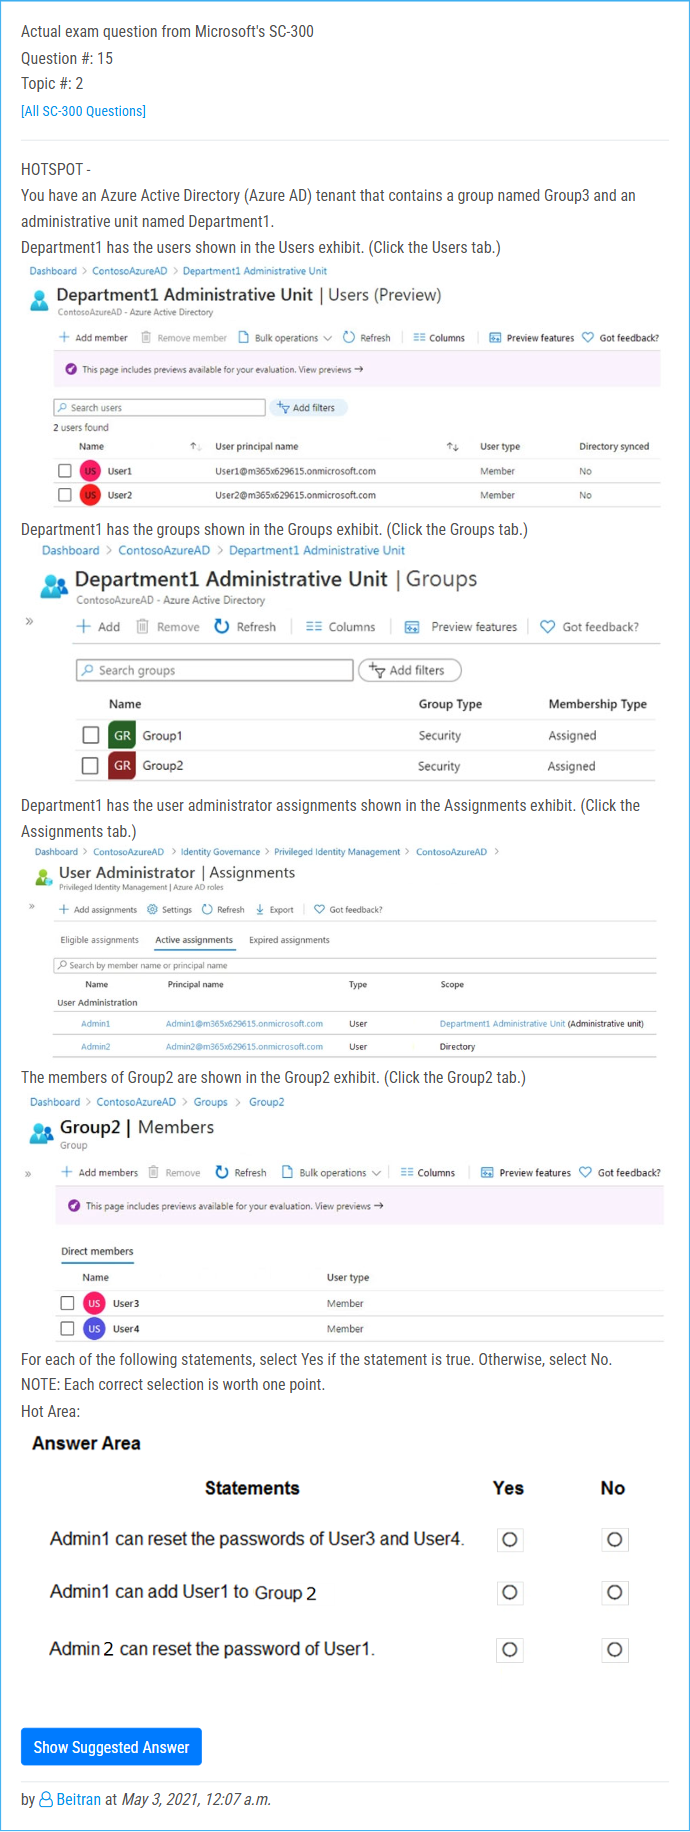 Actual exam question from Microsoft's SC-300
Question #: 15
Topic #: 2
[All SC-300 Questions]
HOTSPOT -
You have an Azure Active Directory (Azure AD) tenant that contains a group named Group3 and an
administrative unit named Department1.
Department1 has the users shown in the Users exhibit. (Click the Users tab.)
Dashboard > ContosoAzureAD > Department1 Administrative Unit
Department1 Administrative Unit | Users (Preview)
ContosoAzureAD - Azure Active Directory
+ Add member Remove member Bulk operations Refresh Columns Preview features Got feedback?
This page includes previews available for your evaluation. View previews →
Search users Add filters
2 users found
Name User principal name User type Directory synced
US User1 User1@m365x629615.onmicrosoft.com Member No
US User2 User2@m365x629615.onmicrosoft.com Member No
Department1 has the groups shown in the Groups exhibit. (Click the Groups tab.)
Dashboard > ContosoAzureAD > Department1 Administrative Unit
Department1 Administrative Unit | Groups
ContosoAzureAD - Azure Active Directory
» + Add Remove Refresh Columns Preview features Got feedback?
Search groups Add filters
Name Group Type Membership Type
GR Group1 Security Assigned
GR Group2 Security Assigned
Department1 has the user administrator assignments shown in the Assignments exhibit. (Click the
Assignments tab.)
Dashboard > ContosoAzureAD > Identity Governance > Privileged Identity Management > ContosoAzureAD >
User Administrator | Assignments
Privileged Identity Management | Azure AD roles
» + Add assignments Settings Refresh Export Got feedback?
Eligible assignments Active assignments Expired assignments
Search by member name or principal name
Name Principal name Type Scope
User Administration
Admin1 Admin1@m365x629615.onmicrosoft.com User Department1 Administrative Unit (Administrative unit)
Admin2 Admin2@m365x629615.onmicrosoft.com User Directory
The members of Group2 are shown in the Group2 exhibit. (Click the Group2 tab.)
Dashboard > ContosoAzureAD > Groups > Group2
Group2 | Members
Group
» + Add members Remove Refresh Bulk operations Columns Preview features Got feedback?
This page includes previews available for your evaluation. View previews →
Direct members
Name User type
US User3 Member
US User4 Member
For each of the following statements, select Yes if the statement is true. Otherwise, select No.
NOTE: Each correct selection is worth one point.
Hot Area:
Answer Area
Statements Yes No
Admin1 can reset the passwords of User3 and User4.
Admin1 can add User1 to Group 2
Admin 2 can reset the password of User1.
Show Suggested Answer
by Beitran at May 3, 2021, 12:07 a.m.